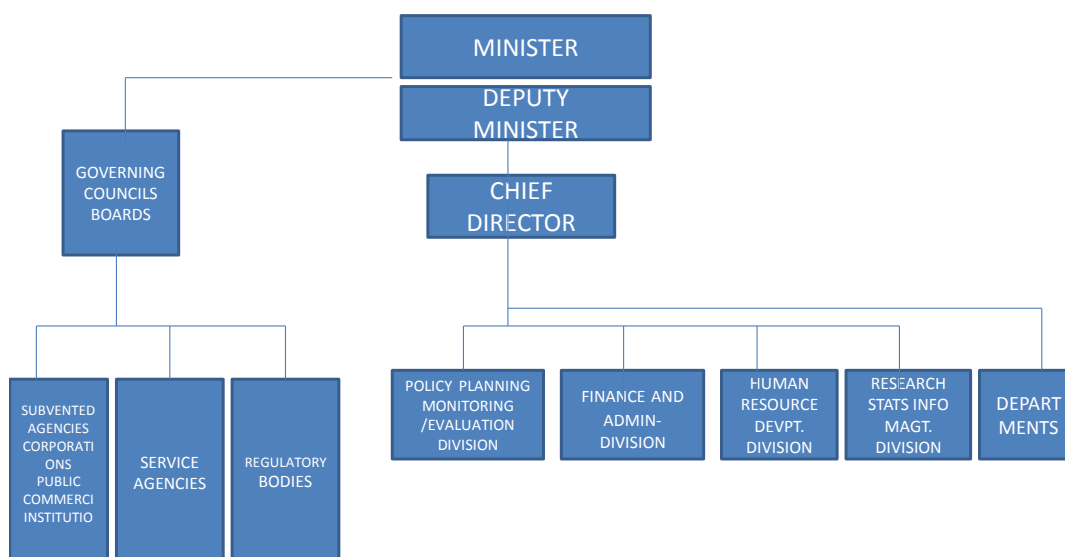 MINISTER
DEPUTY
MINISTER
GOVERNING
COUNCILS
BOARDS
CHIEF
DIRECTOR
POLICY PLANNING
MONITORING
/EVALUATION
DIVISION
FINANCE AND
ADMIN-
DIVISION
HUMAN
RESOURCE
DEVPT.
DIVISION
RESEARCH
STATS INFO
MAGT.
DIVISION
DEPART
MENTS
SUBVENTED
AGENCIES
CORPORATI
ONS
PUBLIC
COMMERCI
INSTITUTIO
SERVICE
AGENCIES
REGULATORY
BODIES